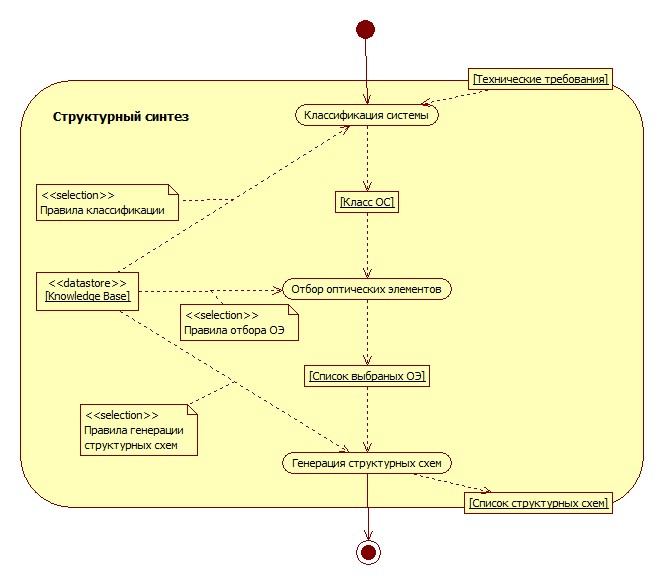 [Технические требования]
Структурный синтез
Классификация системы
<<selection>>
Правила классификации
[Класс ОС]
<<datastore>>
[Knowledge Base]
Отбор оптических элементов
<<selection>>
Правила отбора ОЭ
[Список выбраных ОЭ]
<<selection>>
Правила генерации
структурных схем
Генерация структурных схем
[Список структурных схем]